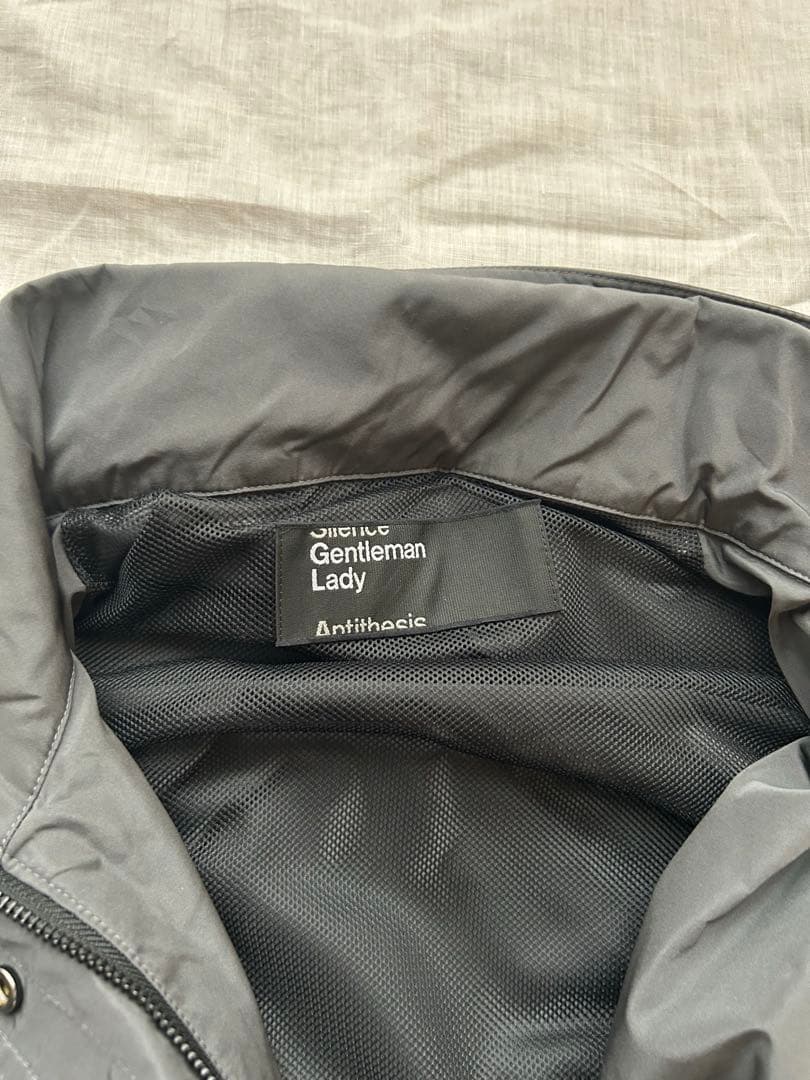 Silence
Gentleman
Lady
Antithesis